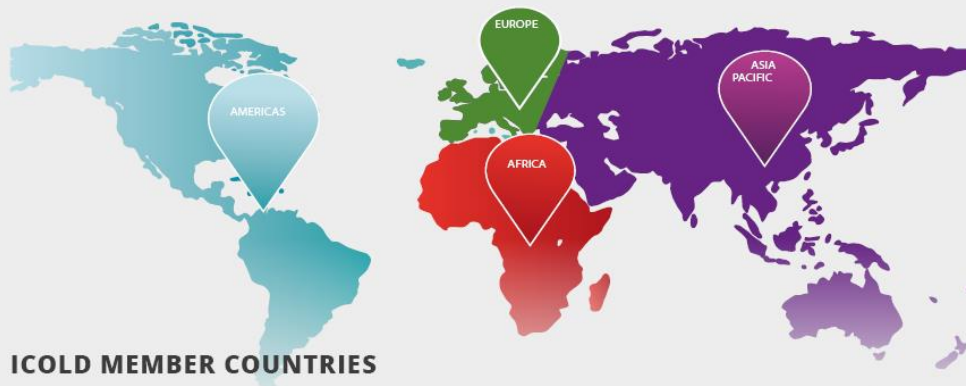 EUROPE
ASIA
PACIFIC
AMERICAS
AFRICA
ICOLD MEMBER COUNTRIES